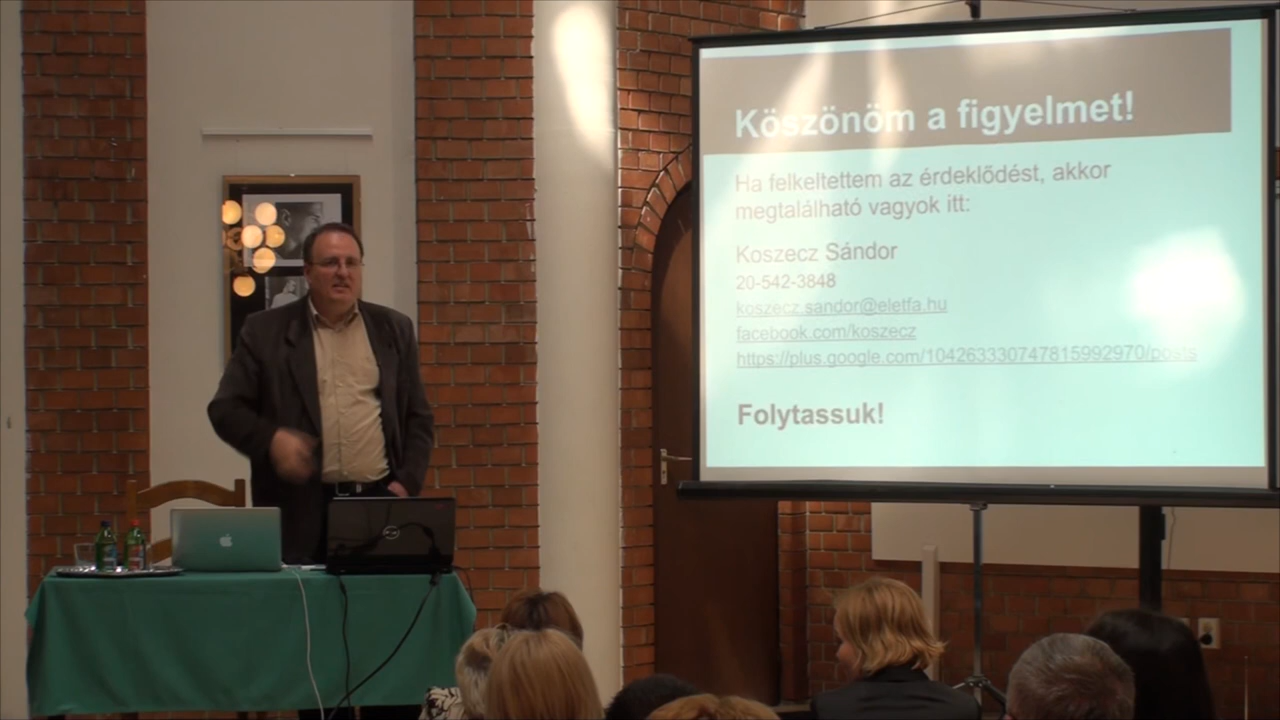 Köszönöm a figyelmet!
Ha felkeltettem az érdeklődést, akkor
megtalálható vagyok itt:
Koszecz Sándor
20-542-3848
koszecz.sandor@eletfa.hu
facebook.com/koszecz
https://plus.google.com/104263330747815992970/posts
Folytassuk!